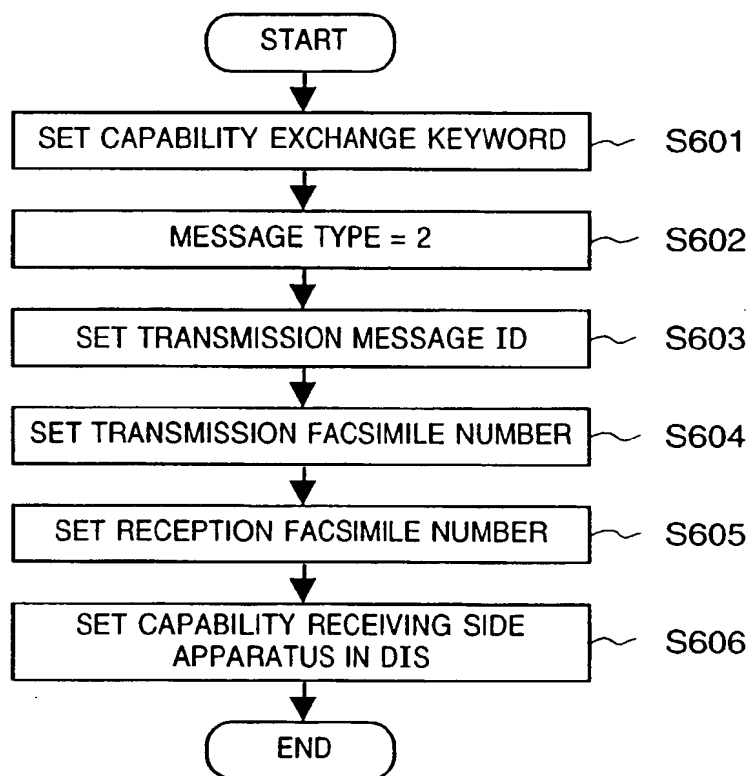 START
SET CAPABILITY EXCHANGE KEYWORD
S601
MESSAGE TYPE = 2
S602
SET TRANSMISSION MESSAGE ID
S603
SET TRANSMISSION FACSIMILE NUMBER
S604
SET RECEPTION FACSIMILE NUMBER
S605
SET CAPABILITY RECEIVING SIDE
APPARATUS IN DIS
S606
END